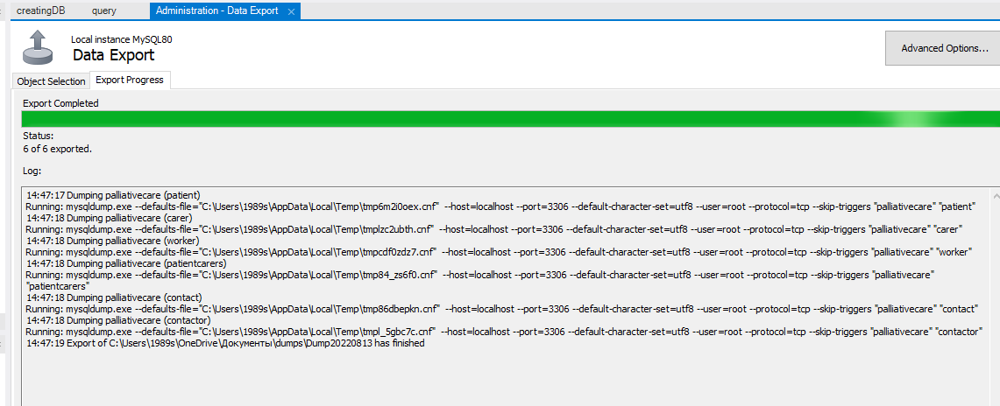 creatingDB query Administration - Data Export ×
Local instance MySQL80
Data Export
Advanced Options...
Object Selection Export Progress
Export Completed
Status:
6 of 6 exported.
Log:
14:47:17 Dumping palliativecare (patient)
Running: mysqldump.exe --defaults-file="C:\Users\1989s\AppData\Local\Temp\tmp6m2i0oex.cnf"  --host=localhost --port=3306 --default-character-set=utf8 --user=root --protocol=tcp --skip-triggers "palliativecare" "patient"
14:47:18 Dumping palliativecare (carer)
Running: mysqldump.exe --defaults-file="C:\Users\1989s\AppData\Local\Temp\tmplzc2ubth.cnf"  --host=localhost --port=3306 --default-character-set=utf8 --user=root --protocol=tcp --skip-triggers "palliativecare" "carer"
14:47:18 Dumping palliativecare (worker)
Running: mysqldump.exe --defaults-file="C:\Users\1989s\AppData\Local\Temp\tmpcdf0zdz7.cnf"  --host=localhost --port=3306 --default-character-set=utf8 --user=root --protocol=tcp --skip-triggers "palliativecare" "worker"
14:47:18 Dumping palliativecare (patientcarers)
Running: mysqldump.exe --defaults-file="C:\Users\1989s\AppData\Local\Temp\tmp84_zs6f0.cnf"  --host=localhost --port=3306 --default-character-set=utf8 --user=root --protocol=tcp --skip-triggers "palliativecare"
"patientcarers"
14:47:18 Dumping palliativecare (contact)
Running: mysqldump.exe --defaults-file="C:\Users\1989s\AppData\Local\Temp\tmp86dbepkn.cnf"  --host=localhost --port=3306 --default-character-set=utf8 --user=root --protocol=tcp --skip-triggers "palliativecare" "contact"
14:47:18 Dumping palliativecare (contactor)
Running: mysqldump.exe --defaults-file="C:\Users\1989s\AppData\Local\Temp\tmpl_5gbc7c.cnf"  --host=localhost --port=3306 --default-character-set=utf8 --user=root --protocol=tcp --skip-triggers "palliativecare" "contactor"
14:47:19 Export of C:\Users\1989s\OneDrive\Документы\dumps\Dump20220813 has finished